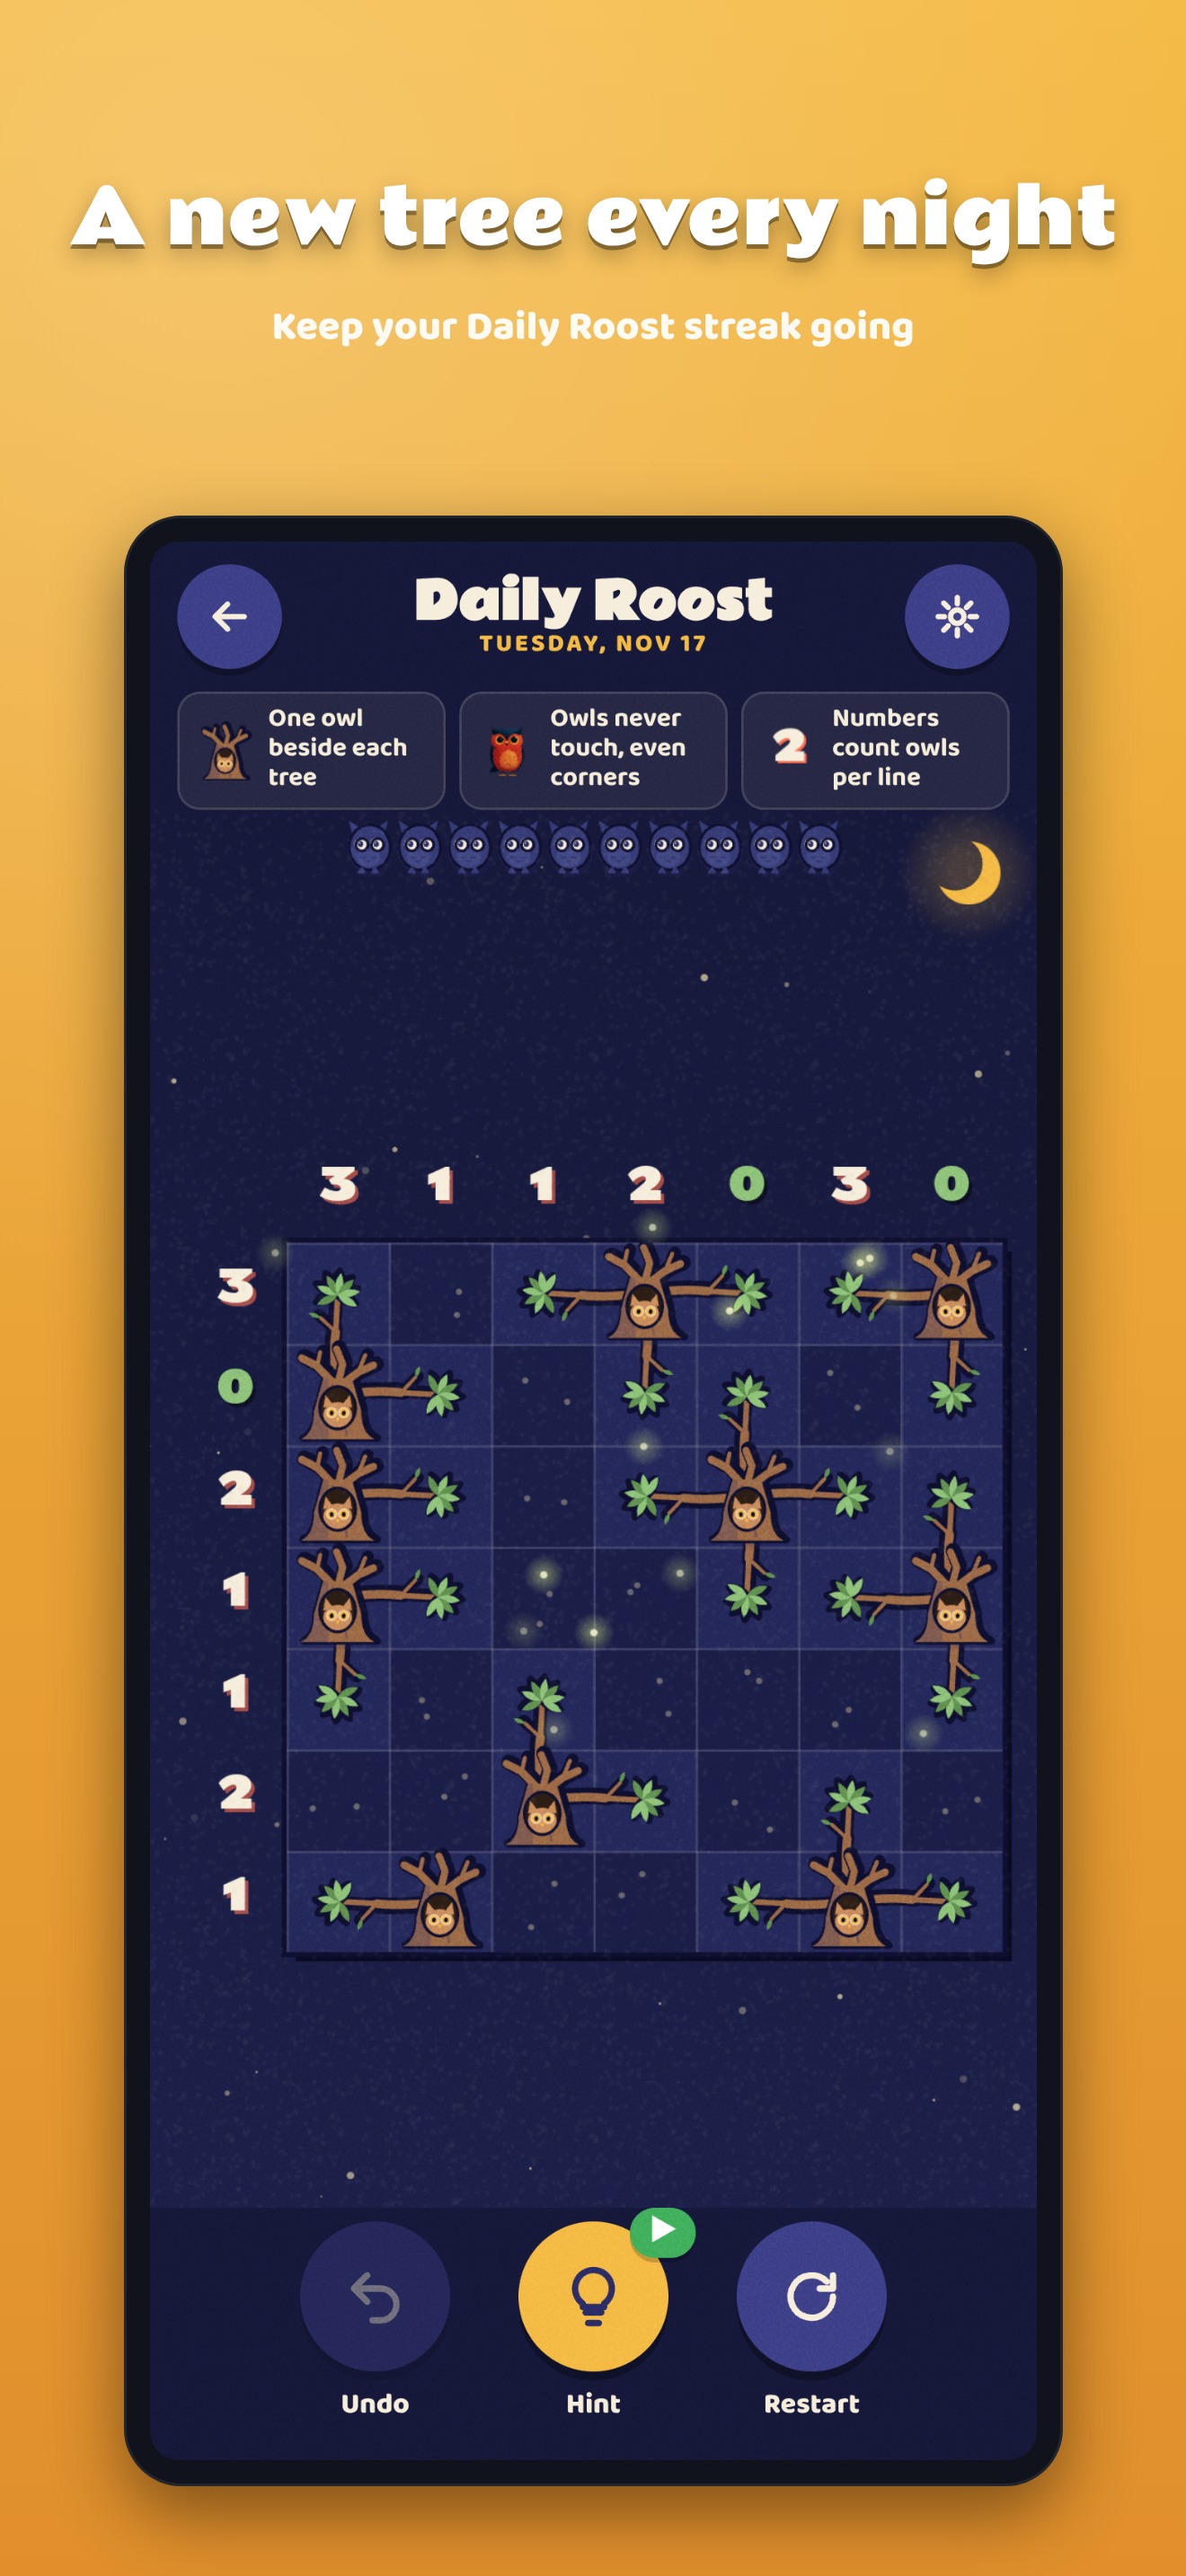 A new tree every night
Keep your Daily Roost streak going
Daily Roost
TUESDAY, NOV 17
One owl
beside each
tree
Owls never
touch, even
corners
2
Numbers
count owls
per line
3 1 1 2 0 3 0
3
0
2
1
1
2
1
Undo
Hint
Restart